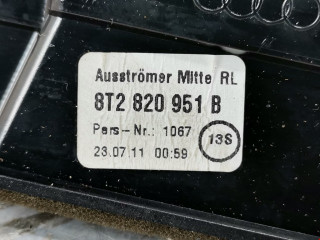 Ausströmer Mitte RL
8T2 820 951 B
Pers-Nr.: 1067
13S
23.07.11 00:59